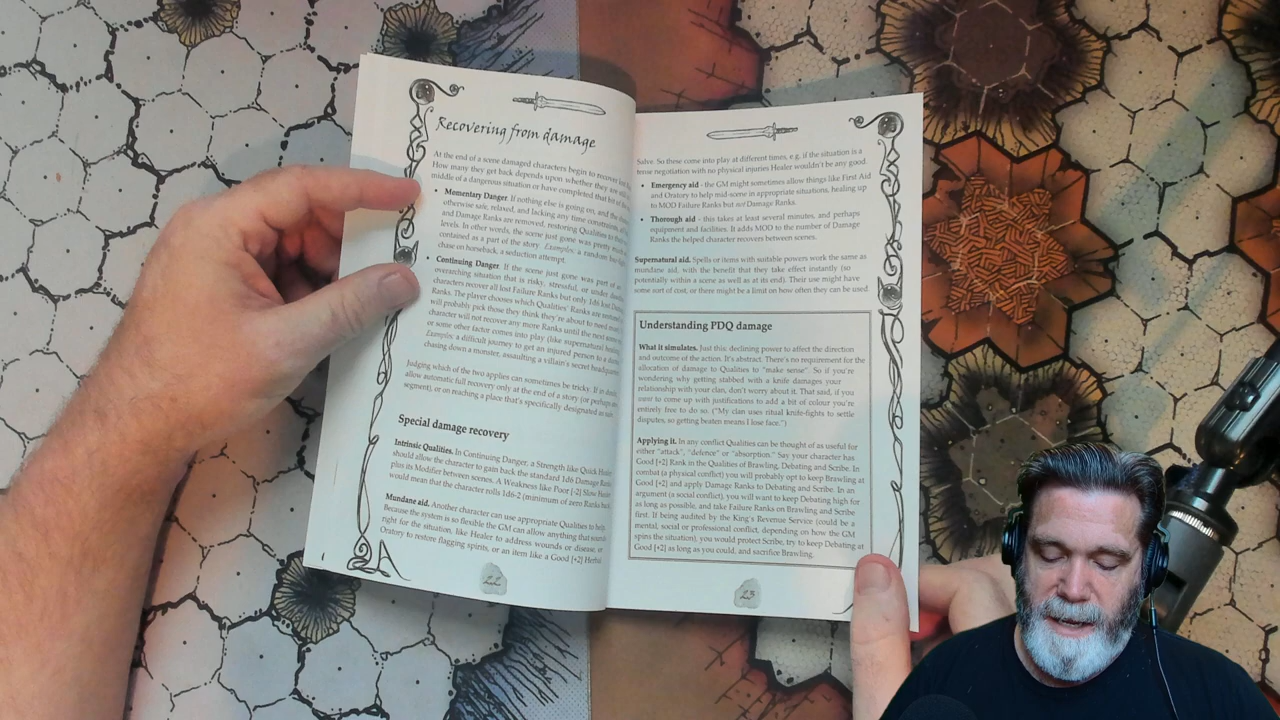 Recovering from damage
At the end of a scene damaged characters begin to recover
How many they get back depends upon whether they are
middle of a dangerous situation or have completed that bit of
• Momentary Danger. If nothing else is going on, and the
otherwise safe, relaxed, and lacking any time constraints,
and Damage Ranks are removed, restoring Qualities to
levels. In other words, the scene just gone was pretty much
contained as a part of the story. Examples: a random
chase on horseback, a seduction attempt.
• Continuing Danger. If the scene just gone was part of
overarching situation that is risky, stressful, or under
characters recover all lost Failure Ranks but only 1d6 lost
Ranks. The player chooses which Qualities' Ranks are
will probably pick those they think they're about to need
character will not recover any more Ranks until the next
or some other factor comes into play (like supernatural
Examples: a difficult journey to get an injured person to a
chasing down a monster, assaulting a villain's secret
Judging which of the two applies can sometimes be tricky. If in
allow automatic full recovery only at the end of a story (or perhaps
segment), or on reaching a place that's specifically designated as
Special damage recovery
Intrinsic Qualities. In Continuing Danger, a Strength like Quick
should allow the character to gain back the standard 1d6 Damage
plus its Modifier between scenes. A Weakness like Poor [-2] Slow
would mean that the character rolls 1d6-2 (minimum of zero Ranks
Mundane aid. Another character can use appropriate Qualities to help.
Because the system is so flexible the GM can allow anything that
right for the situation, like Healer to address wounds or disease, or
Oratory to restore flagging spirits, or an item like a Good [+2] Herbal
22
Salve. So these come into play at different times, e.g. if the situation is a
tense negotiation with no physical injuries Healer wouldn't be any good.
• Emergency aid - the GM might sometimes allow things like First Aid
and Oratory to help mid-scene in appropriate situations, healing up
to MOD Failure Ranks but not Damage Ranks.
• Thorough aid - this takes at least several minutes, and perhaps
equipment and facilities. It adds MOD to the number of Damage
Ranks the helped character recovers between scenes.
Supernatural aid. Spells or items with suitable powers work the same as
mundane aid, with the benefit that they take effect instantly (so
potentially within a scene as well as at its end). Their use might have
some sort of cost, or there might be a limit on how often they can be used
Understanding PDQ damage
What it simulates. Just this: declining power to affect the direction
and outcome of the action. It's abstract. There's no requirement for the
allocation of damage to Qualities to "make sense". So if you're
wondering why getting stabbed with a knife damages your
relationship with your clan, don't worry about it. That said, if you
want to come up with justifications to add a bit of colour you're
entirely free to do so. ("My clan uses ritual knife-fights to settle
disputes, so getting beaten means I lose face.")
Applying it. In any conflict Qualities can be thought of as useful for
either "attack", "defence" or "absorption." Say your character has
Good [+2] Rank in the Qualities of Brawling, Debating and Scribe. In
combat (a physical conflict) you will probably opt to keep Brawling at
Good [+2] and apply Damage Ranks to Debating and Scribe. In an
argument (a social conflict), you will want to keep Debating high for
as long as possible, and take Failure Ranks on Brawling and Scribe
first. If being audited by the King's Revenue Service (could be a
mental, social or professional conflict, depending on how the GM
spins the situation), you would protect Scribe, try to keep Debating at
Good [+2] as long as you could, and sacrifice Brawling.
23